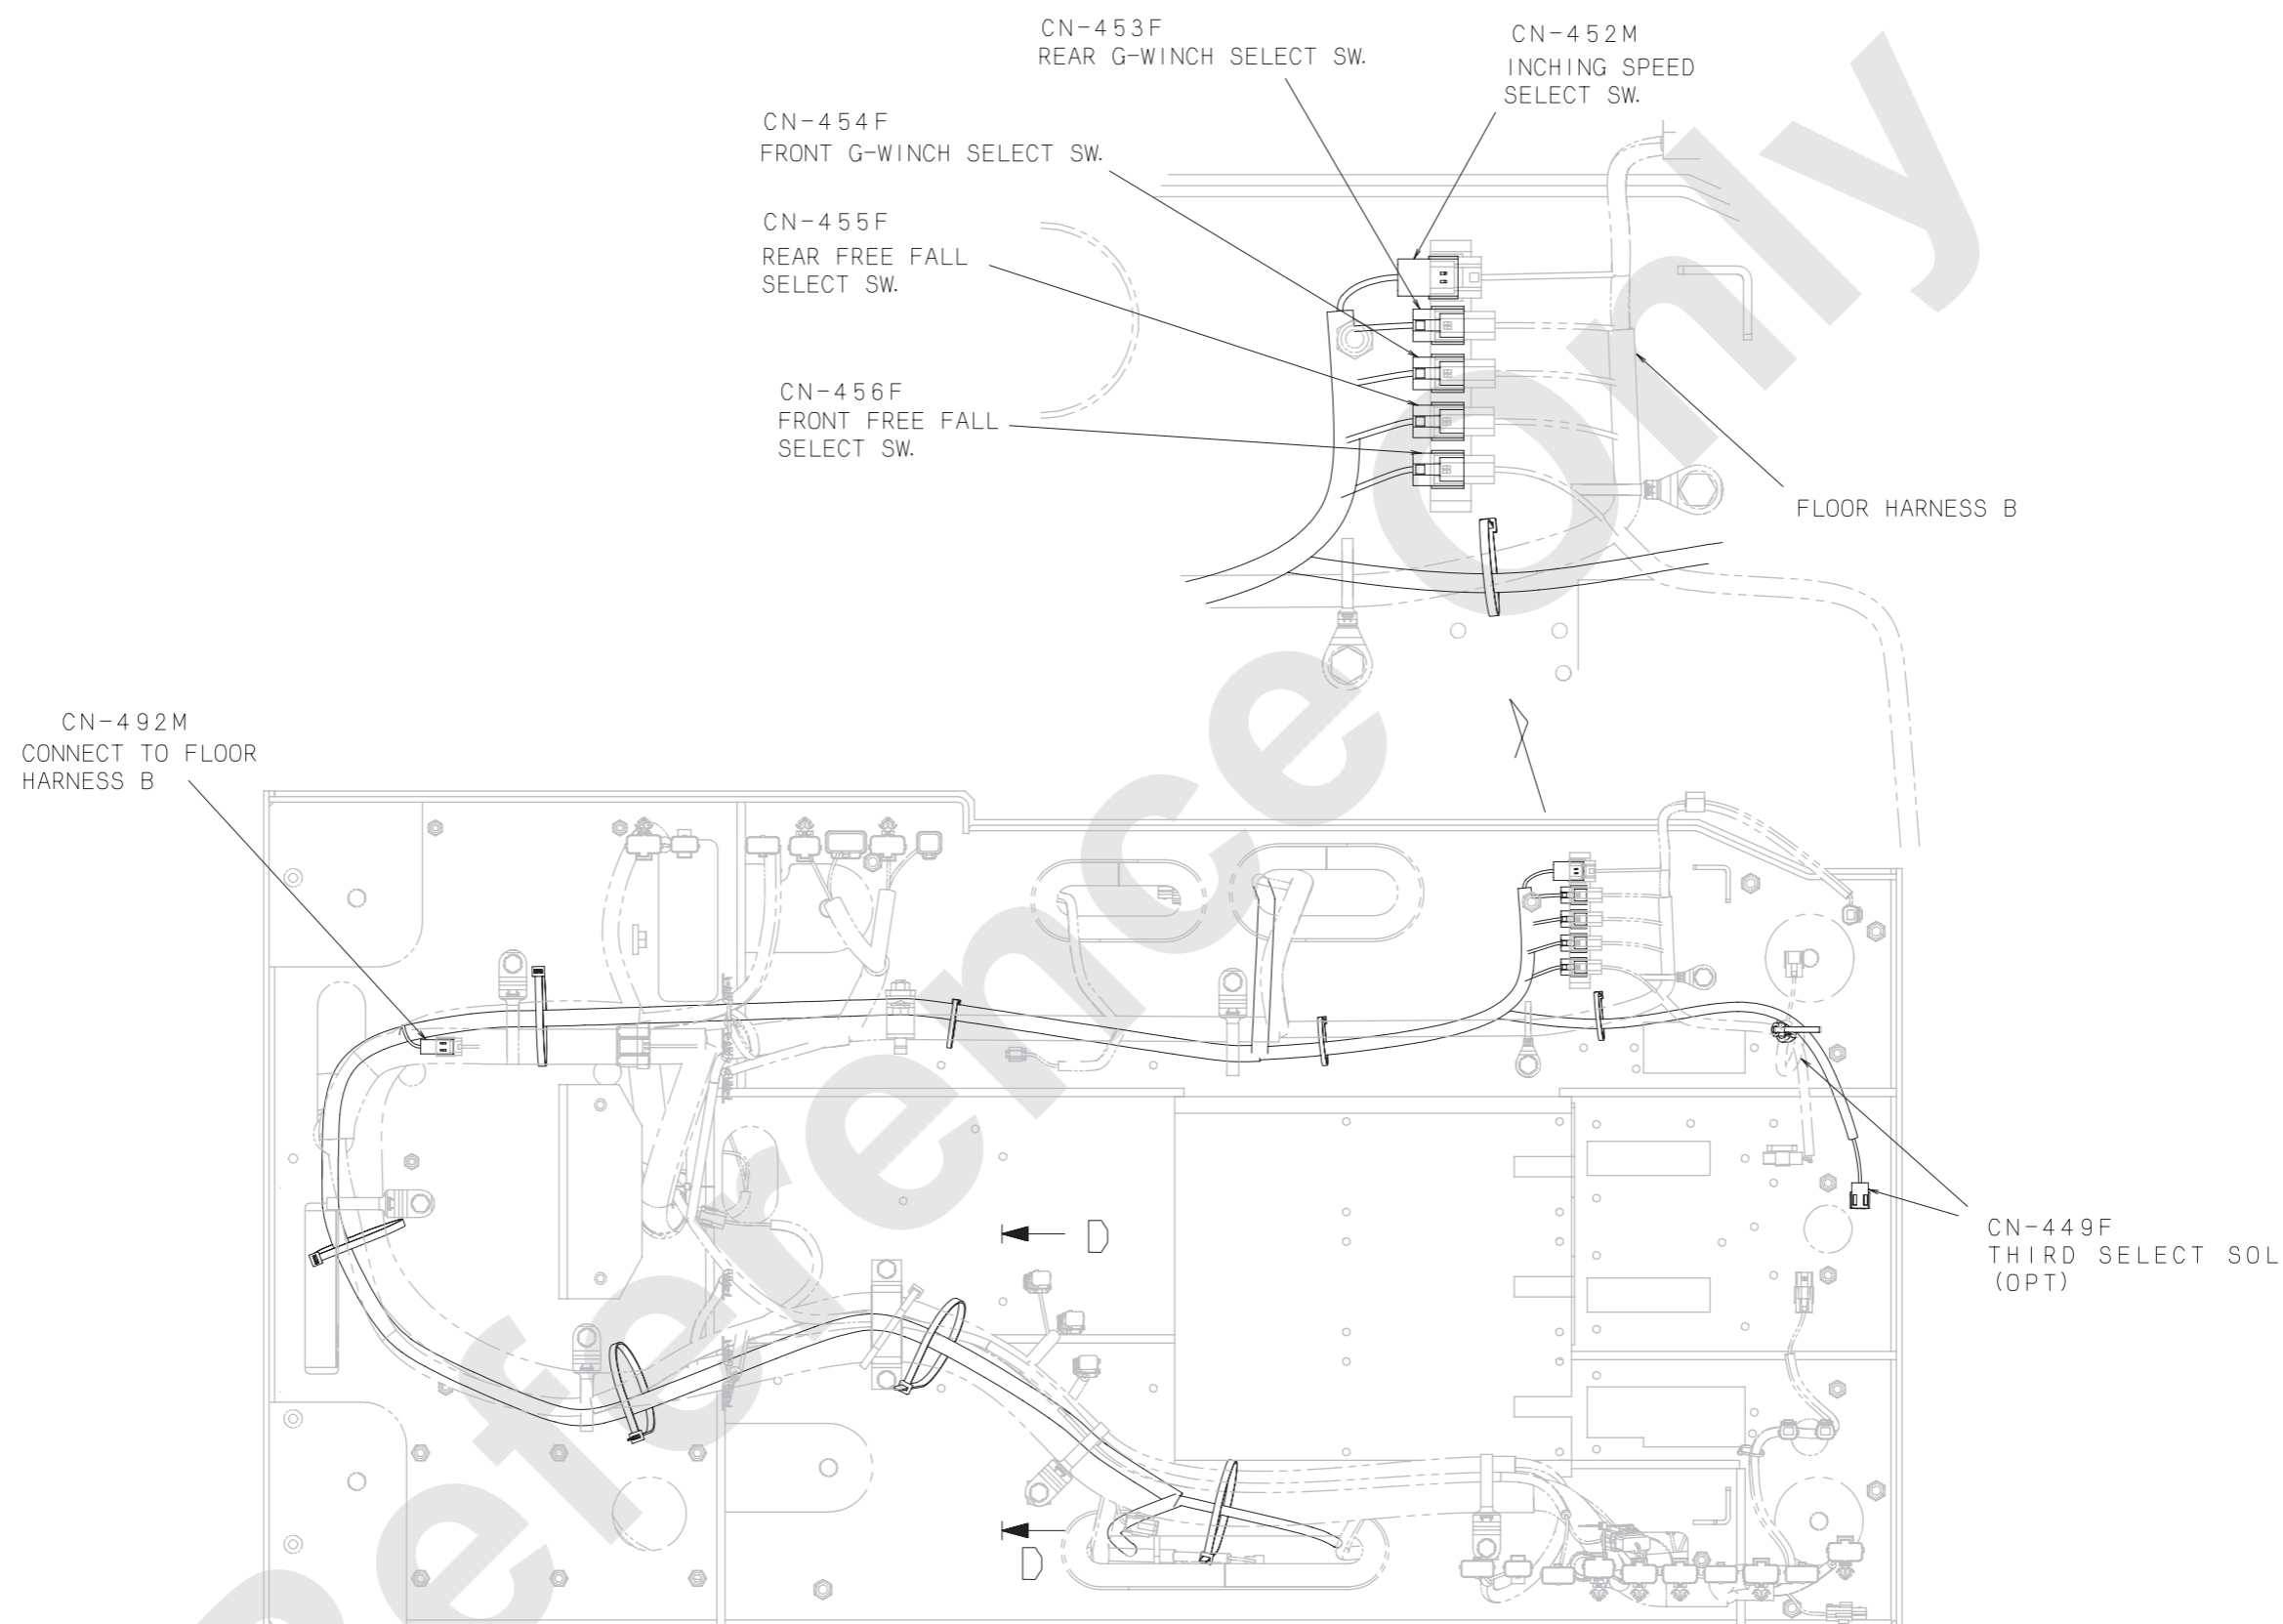 CN-453F
REAR G-WINCH SELECT SW.
CN-452M
INCHING SPEED
SELECT SW.
CN-454F
FRONT G-WINCH SELECT SW.
CN-455F
REAR FREE FALL
SELECT SW.
CN-456F
FRONT FREE FALL
SELECT SW.
FLOOR HARNESS B
CN-492M
CONNECT TO FLOOR
HARNESS B
D
CN-449F
THIRD SELECT SOL
(OPT)
D
Reference Only